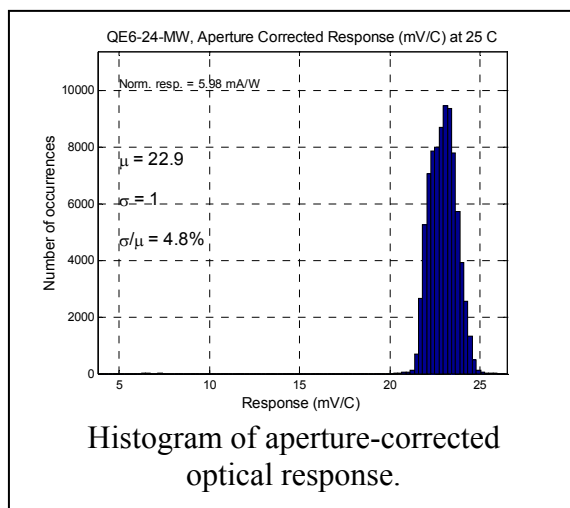 QE6-24-MW, Aperture Corrected Response (mV/C) at 25 C
Norm. resp. = 5.98 mA/W
μ = 22.9
σ = 1
σ/μ = 4.8%
Number of occurrences
10000
8000
6000
4000
2000
0
5 10 15 20 25
Response (mV/C)
Histogram of aperture-corrected
optical response.